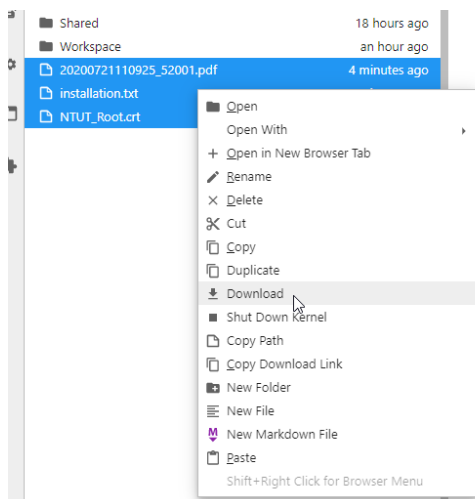 Shared 18 hours ago
Workspace an hour ago
20200721110925_52001.pdf 4 minutes ago
installation.txt
NTUT_Root.crt
Open
Open With
Open in New Browser Tab
Rename
Delete
Cut
Copy
Duplicate
Download
Shut Down Kernel
Copy Path
Copy Download Link
New Folder
New File
New Markdown File
Paste
Shift+Right Click for Browser Menu